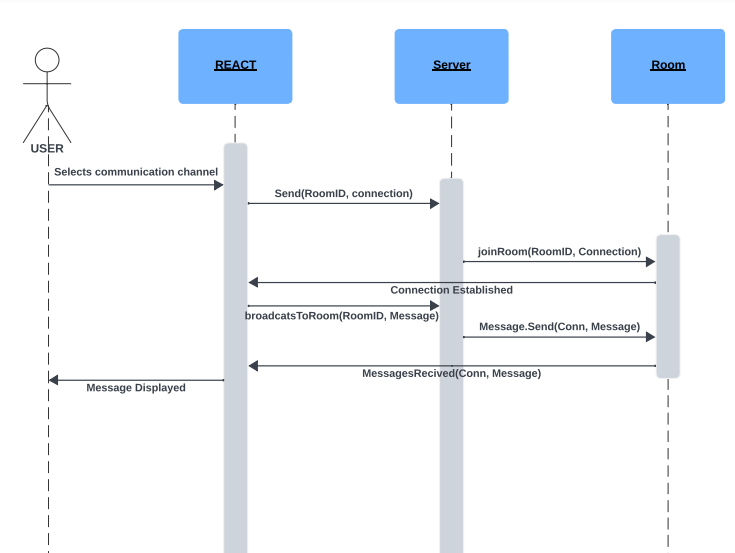 REACT
Server
Room
USER
Selects communication channel
Send(RoomID, connection)
joinRoom(RoomID, Connection)
Connection Established
broadcatsToRoom(RoomID, Message)
Message.Send(Conn, Message)
MessagesRecived(Conn, Message)
Message Displayed